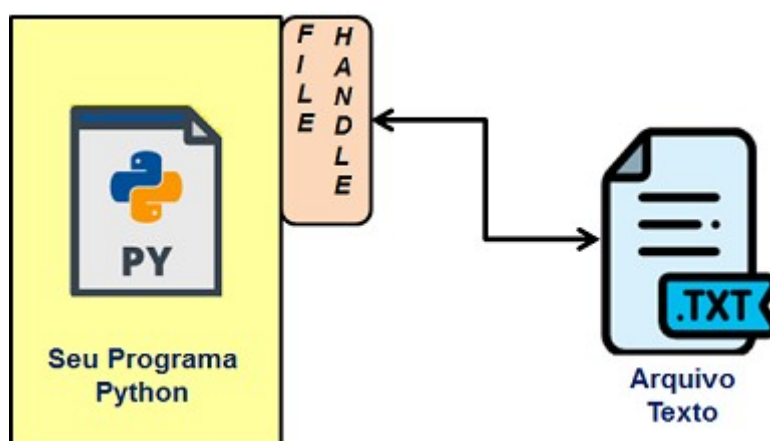 FILE
HANDLE
PY
Seu Programa
Python
.TXT
Arquivo
Texto